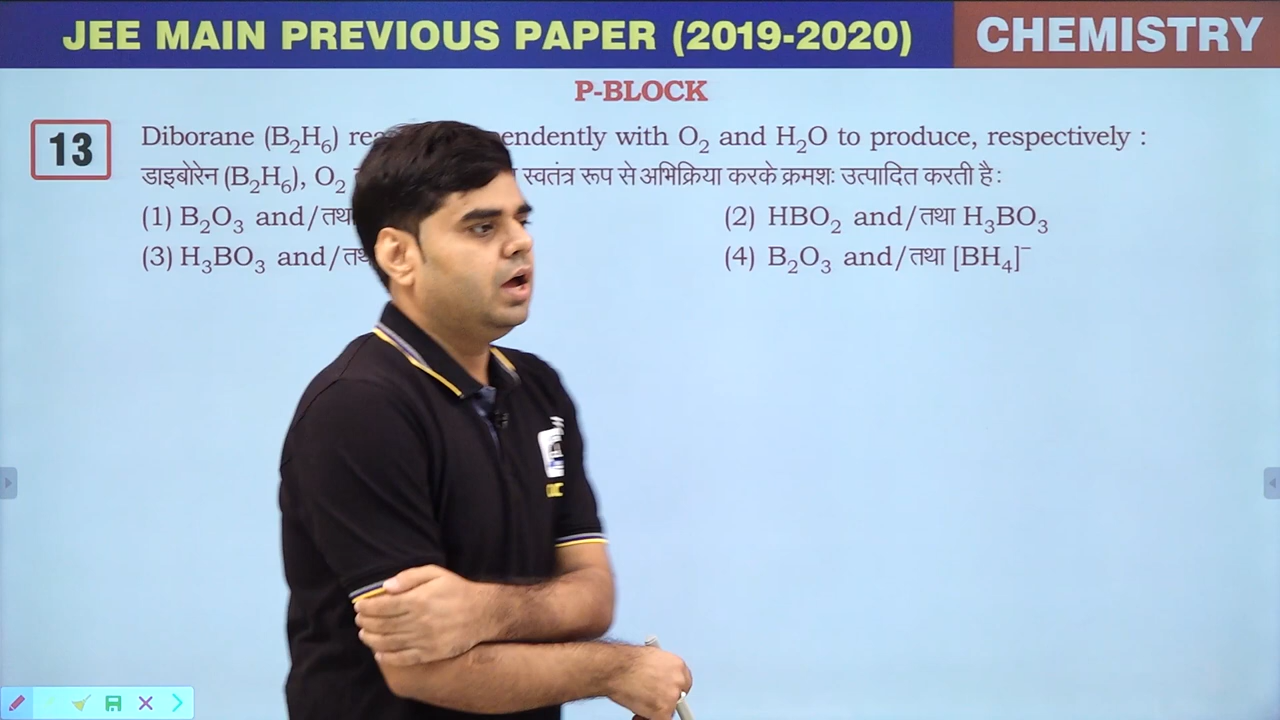 JEE MAIN PREVIOUS PAPER (2019-2020)
CHEMISTRY
P-BLOCK
13
Diborane (B₂H₆) pendently with O₂ and H₂O to produce, respectively :
डाइबोरेन (B₂H₆), O₂ स्वतंत्र रूप से अभिक्रिया करके क्रमशः उत्पादित करती है :
(1) B₂O₃ and/तथा
(2) HBO₂ and/तथा H₃BO₃
(3) H₃BO₃ and/
(4) B₂O₃ and/तथा [BH₄]⁻